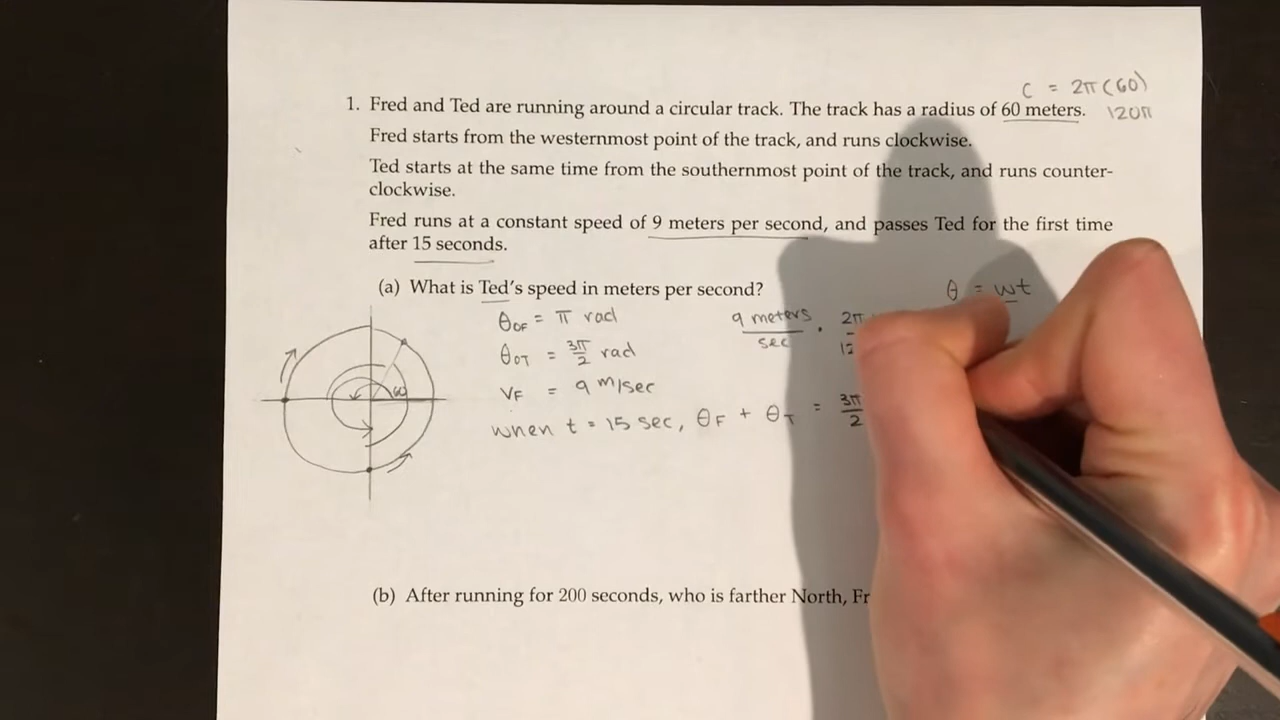 C = 2π(60)
1. Fred and Ted are running around a circular track. The track has a radius of 60 meters. 120π
Fred starts from the westernmost point of the track, and runs clockwise.
Ted starts at the same time from the southernmost point of the track, and runs counter-
clockwise.
Fred runs at a constant speed of 9 meters per second, and passes Ted for the first time
after 15 seconds.
(a) What is Ted's speed in meters per second?
θ = wt
θOF = π rad
9 meters/sec · 2π
θOT = 3π/2 rad
VF = 9 m/sec
60
when t = 15 sec, θF + θT = 3π/2
(b) After running for 200 seconds, who is farther North,